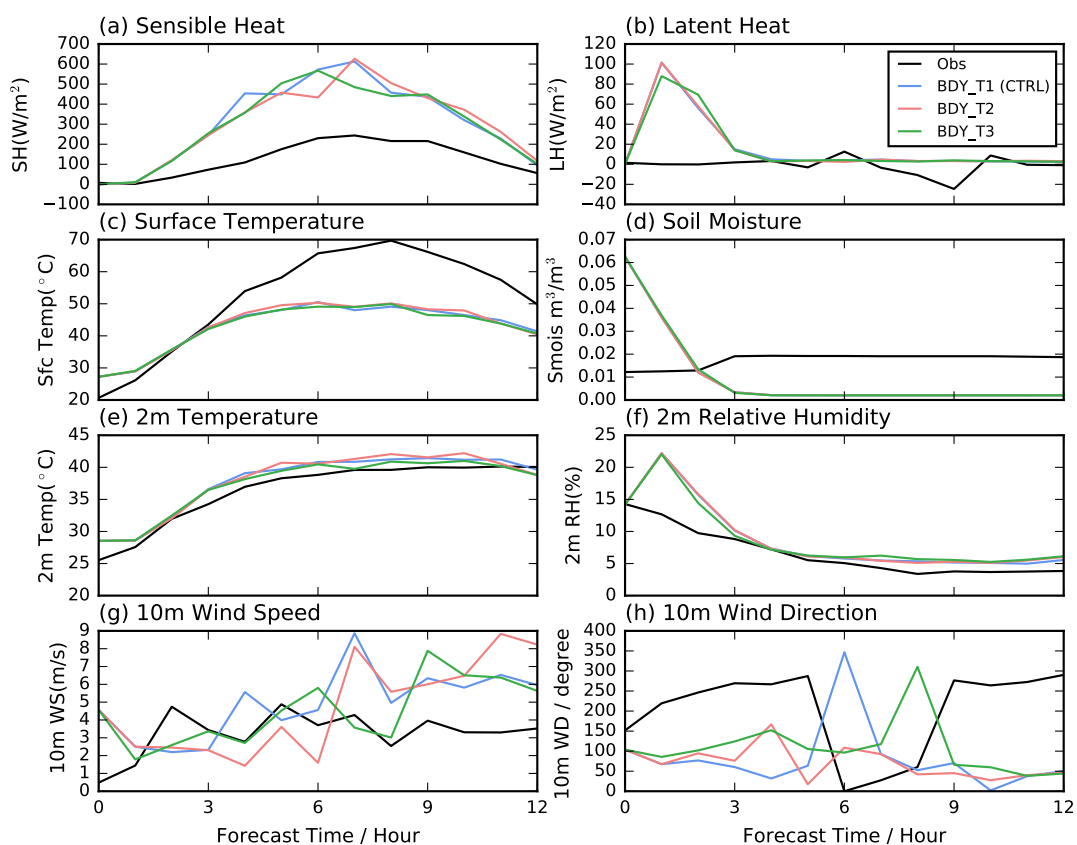 (a) Sensible Heat
700
600
500
400
300
200
100
0
−100
SH(W/m²)
(b) Latent Heat
120
100
80
60
40
20
0
−20
−40
LH(W/m²)
Obs
BDY_T1 (CTRL)
BDY_T2
BDY_T3
(c) Surface Temperature
70
60
50
40
30
20
Sfc Temp(°C)
(d) Soil Moisture
0.07
0.06
0.05
0.04
0.03
0.02
0.01
0.00
Smois m³/m³
(e) 2m Temperature
45
40
35
30
25
20
2m Temp(°C)
(f) 2m Relative Humidity
25
20
15
10
5
0
2m RH(%)
(g) 10m Wind Speed
9
8
7
6
5
4
3
2
1
0
10m WS(m/s)
0 3 6 9 12
Forecast Time / Hour
(h) 10m Wind Direction
400
350
300
250
200
150
100
50
0
10m WD / degree
0 3 6 9 12
Forecast Time / Hour